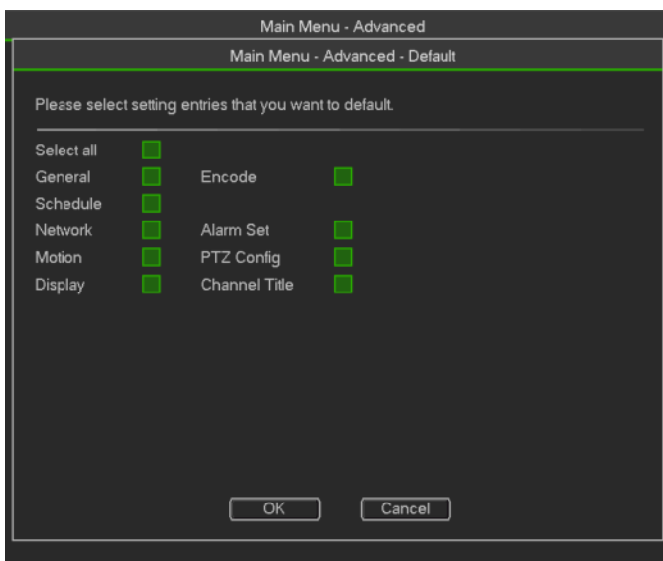 Main Menu - Advanced
Main Menu - Advanced - Default
Please select setting entries that you want to default.
Select all
General Encode
Schedule
Network Alarm Set
Motion PTZ Config
Display Channel Title
OK Cancel